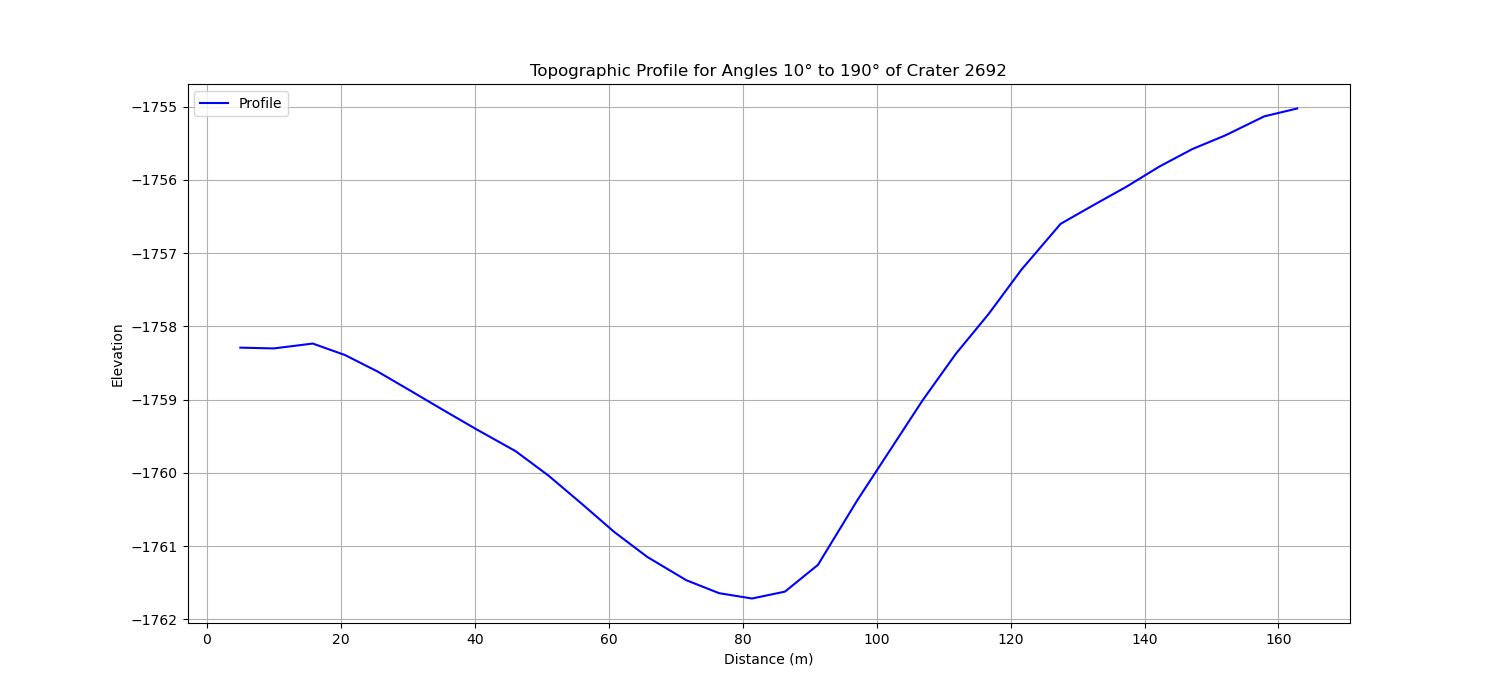 Topographic Profile for Angles 10° to 190° of Crater 2692
Profile
−1755
−1756
−1757
−1758
−1759
−1760
−1761
−1762
Elevation
0 20 40 60 80 100 120 140 160
Distance (m)